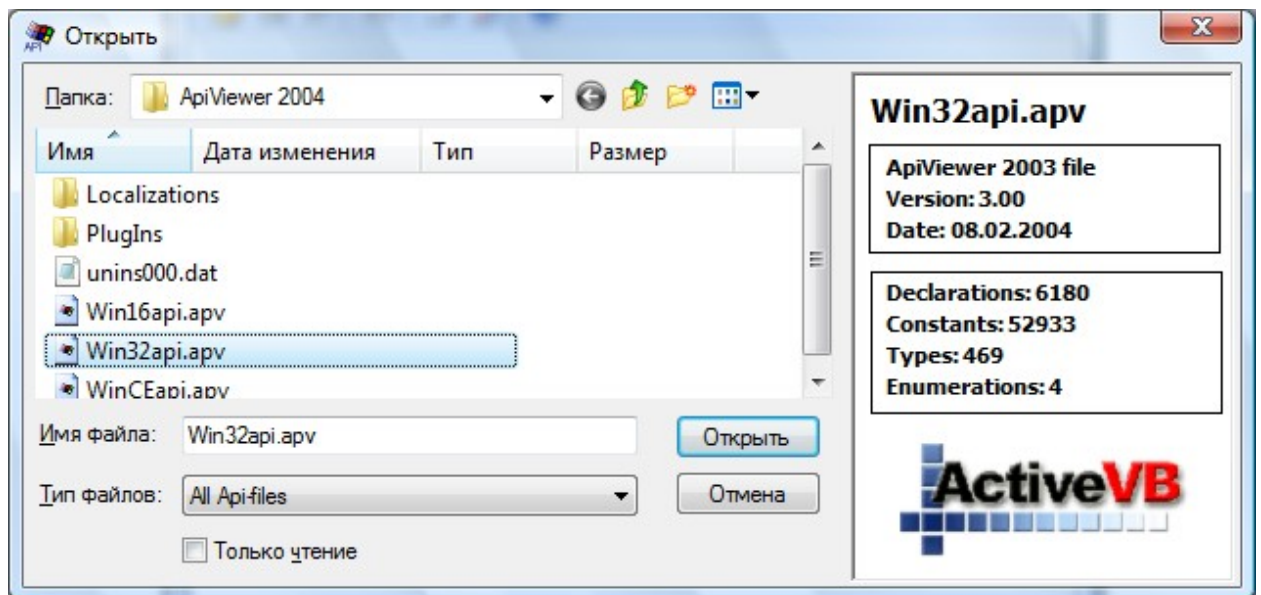 Открыть
Папка: ApiViewer 2004
Имя Дата изменения Тип Размер
Localizations
PlugIns
unins000.dat
Win16api.apv
Win32api.apv
WinCEapi.apv
Имя файла: Win32api.apv Открыть
Тип файлов: All Api-files Отмена
Только чтение
Win32api.apv
ApiViewer 2003 file
Version: 3.00
Date: 08.02.2004
Declarations: 6180
Constants: 52933
Types: 469
Enumerations: 4
ActiveVB